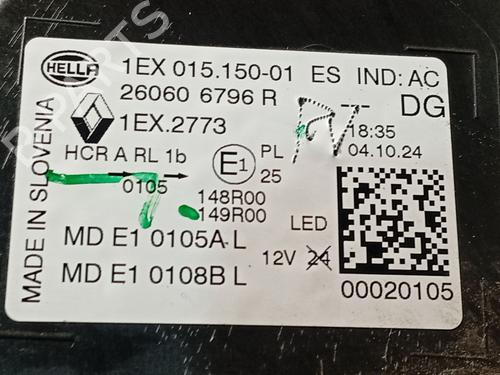 HELLA
1EX 015.150-01 ES IND: AC
26060 6796 R --- DG
1EX.2773
18:35
04.10.24
HCR A RL 1b
0105
E1
PL
25
148R00
149R00
MD E1 0105A L
MD E1 0108B L
LED
12V 24
00020105
MADE IN SLOVENIA